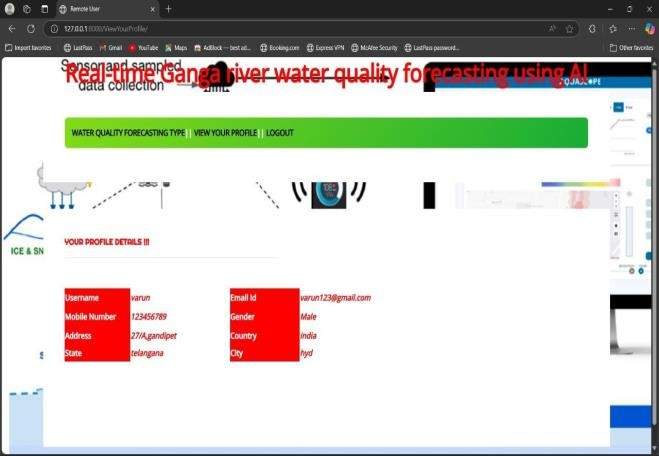 Remote User
127.0.0.1:8000/ViewYourProfile/
Import favorites LastPass Gmail YouTube Maps AdBlock — best ad... Booking.com Express VPN McAfee Security LastPass password... Other favorites
Real-time Ganga river water quality forecasting using AI
Sensor and sampled
data collection
WATER QUALITY FORECASTING TYPE || VIEW YOUR PROFILE || LOGOUT
ICE & SN
YOUR PROFILE DETAILS !!!
Username varun Email Id varun123@gmail.com
Mobile Number 123456789 Gender Male
Address 27/A,gandipet Country india
State telangana City hyd
S